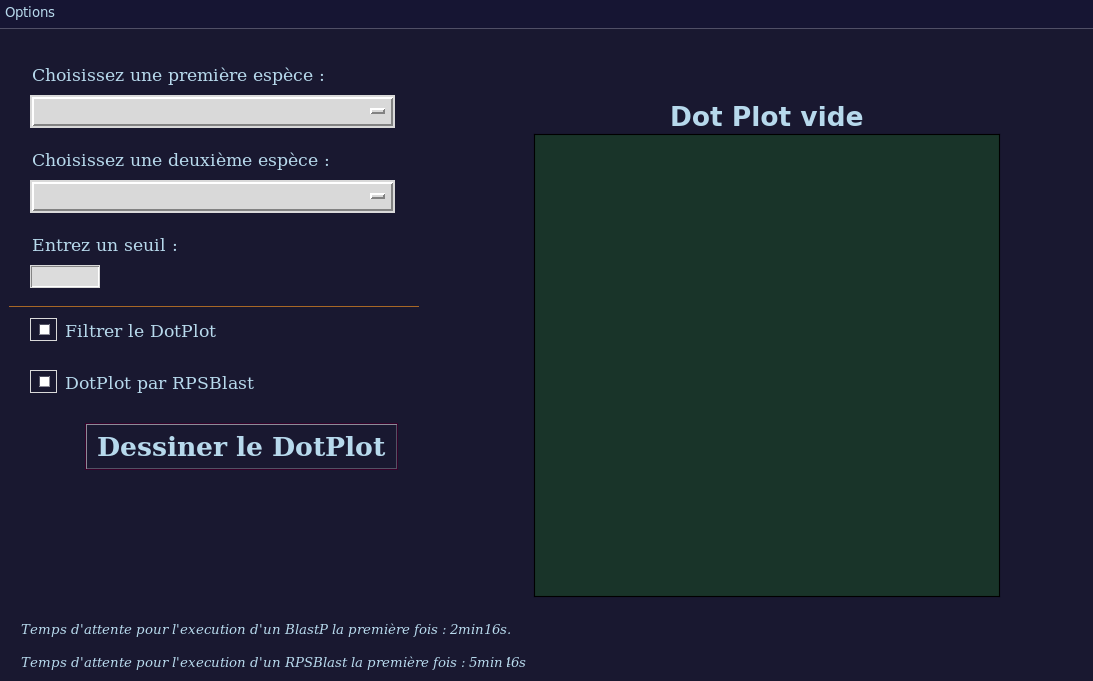 Options
Choisissez une première espèce :
Choisissez une deuxième espèce :
Entrez un seuil :
Filtrer le DotPlot
DotPlot par RPSBlast
Dessiner le DotPlot
Dot Plot vide
Temps d'attente pour l'execution d'un BlastP la première fois : 2min16s.
Temps d'attente pour l'execution d'un RPSBlast la première fois :